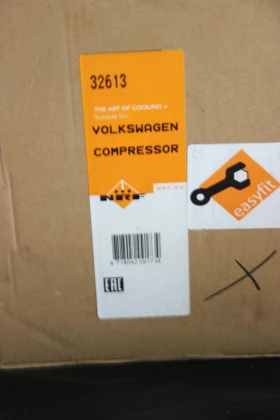 32613
THE ART OF COOLING
Suitable for:
VOLKSWAGEN
COMPRESSOR
NRF
easyfit
EAC